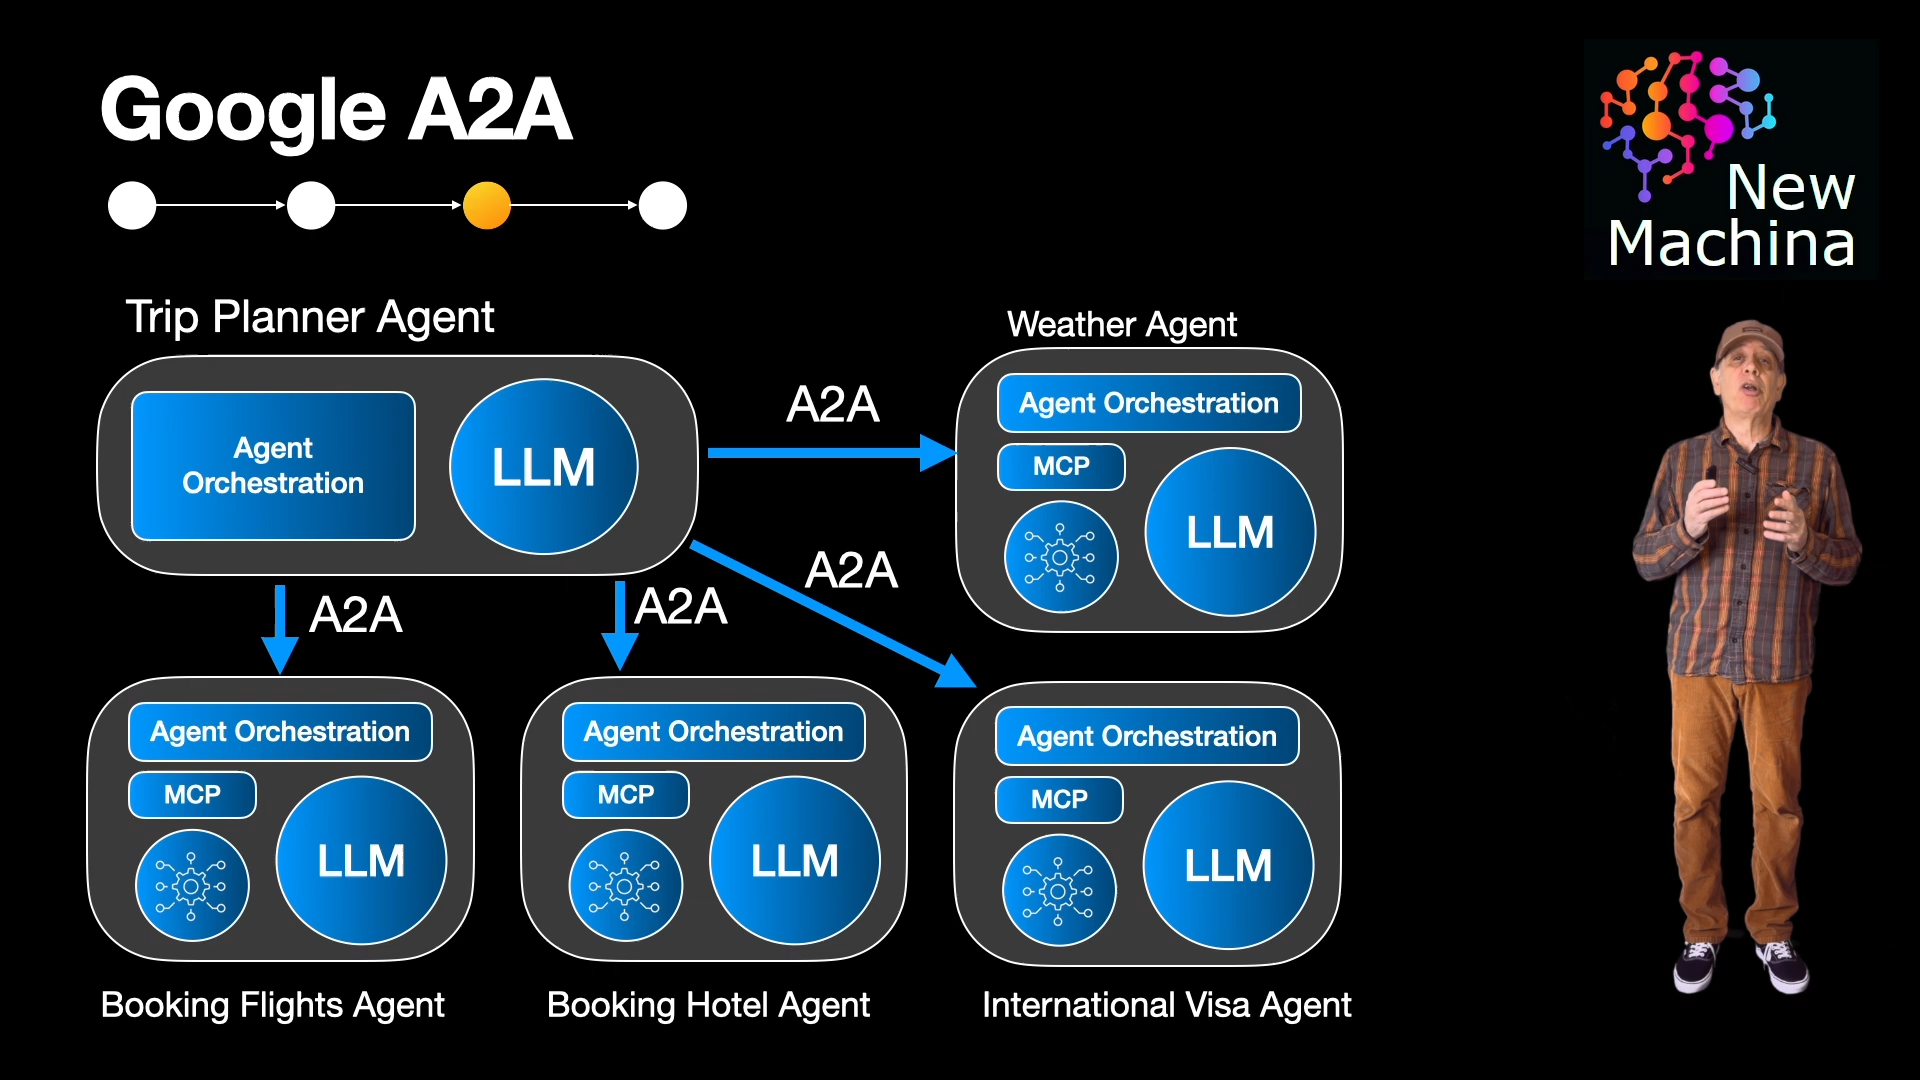 Google A2A
New
Machina
Trip Planner Agent
Agent
Orchestration
LLM
A2A
A2A
A2A
A2A
Weather Agent
Agent Orchestration
MCP
LLM
Agent Orchestration
MCP
LLM
Booking Flights Agent
Agent Orchestration
MCP
LLM
Booking Hotel Agent
Agent Orchestration
MCP
LLM
International Visa Agent